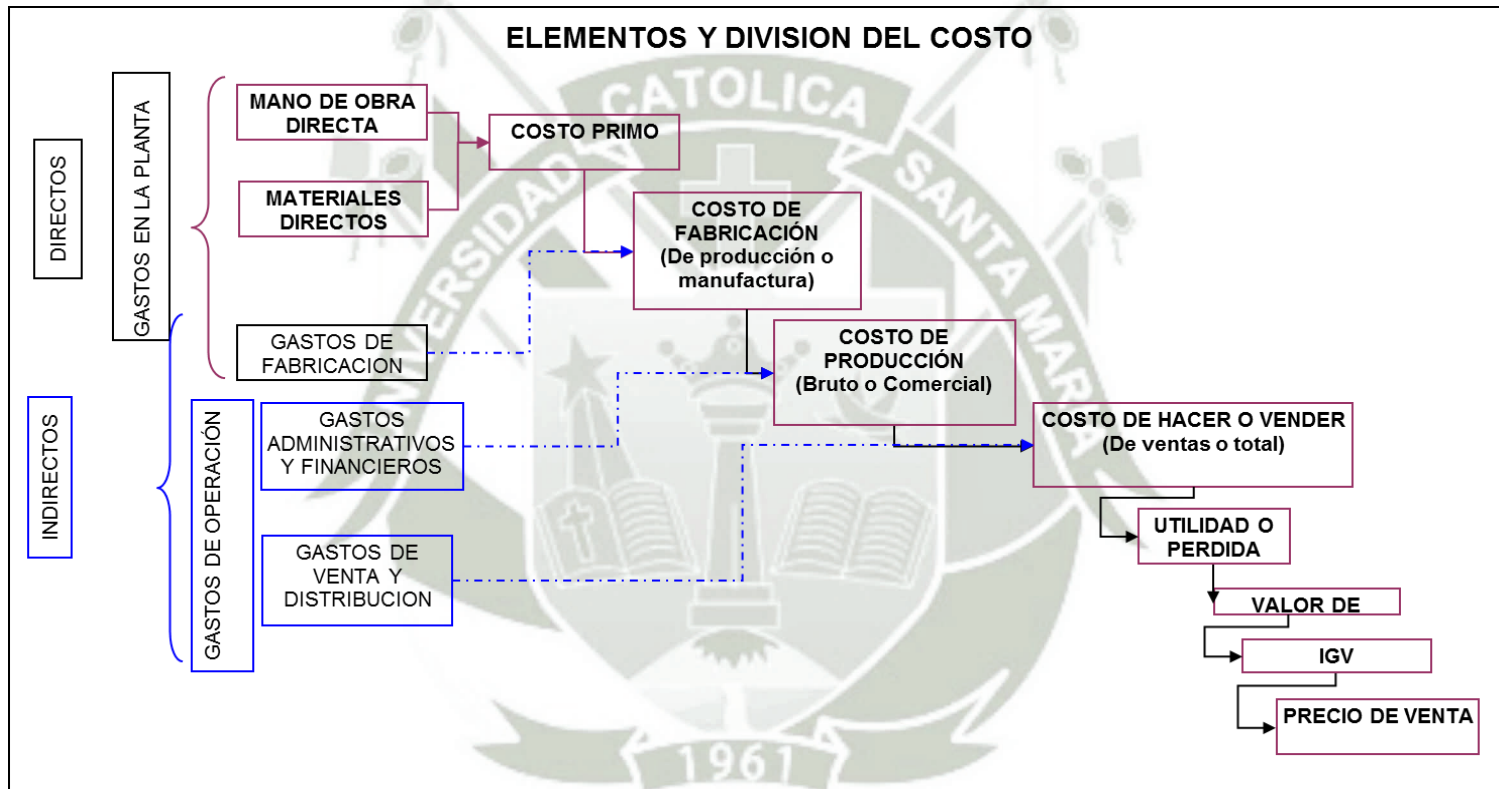 ELEMENTOS Y DIVISION DEL COSTO
DIRECTOS
GASTOS EN LA PLANTA
MANO DE OBRA
DIRECTA
MATERIALES
DIRECTOS
COSTO PRIMO
COSTO DE
FABRICACIÓN
(De producción o
manufactura)
GASTOS DE
FABRICACION
COSTO DE
PRODUCCIÓN
(Bruto o Comercial)
INDIRECTOS
GASTOS DE OPERACIÓN
GASTOS
ADMINISTRATIVOS
Y FINANCIEROS
COSTO DE HACER O VENDER
(De ventas o total)
GASTOS DE
VENTA Y
DISTRIBUCION
UTILIDAD O
PERDIDA
VALOR DE
IGV
PRECIO DE VENTA
UNIVERSIDAD CATOLICA SANTA MARIA
1961